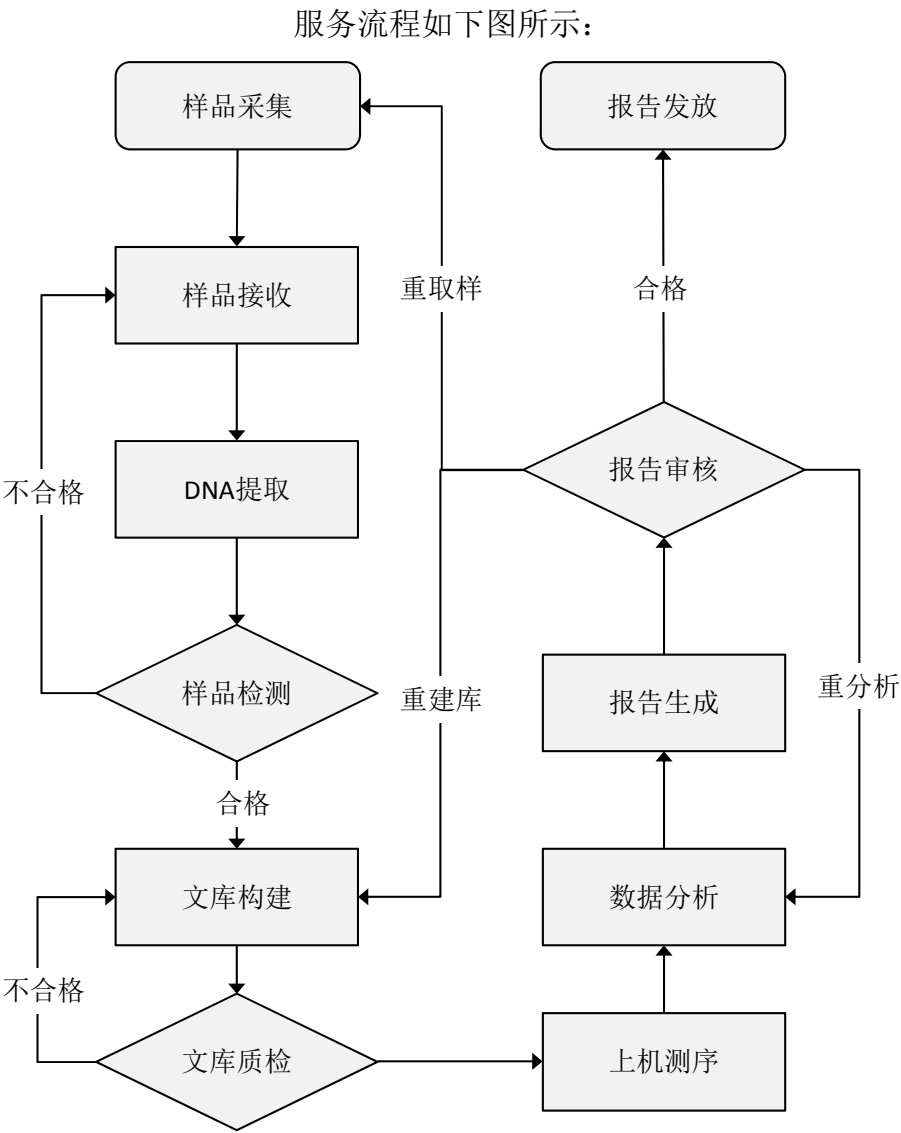 服务流程如下图所示：
样品采集
报告发放
样品接收
重取样
合格
不合格
DNA提取
报告审核
样品检测
重建库
报告生成
重分析
合格
文库构建
数据分析
不合格
文库质检
上机测序